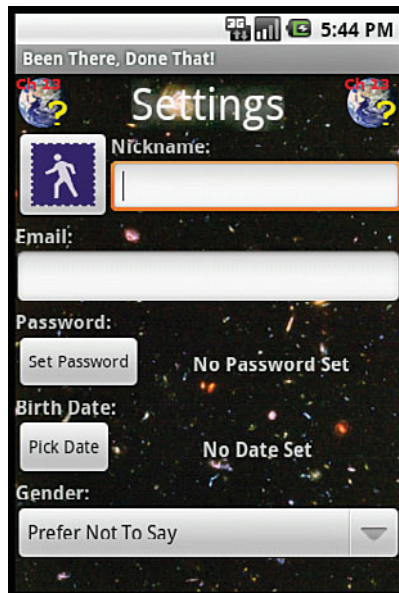 3G 5:44 PM
Been There, Done That!
Ch 23 Settings Ch 23
Nickname:
Email:
Password:
Set Password No Password Set
Birth Date:
Pick Date No Date Set
Gender:
Prefer Not To Say